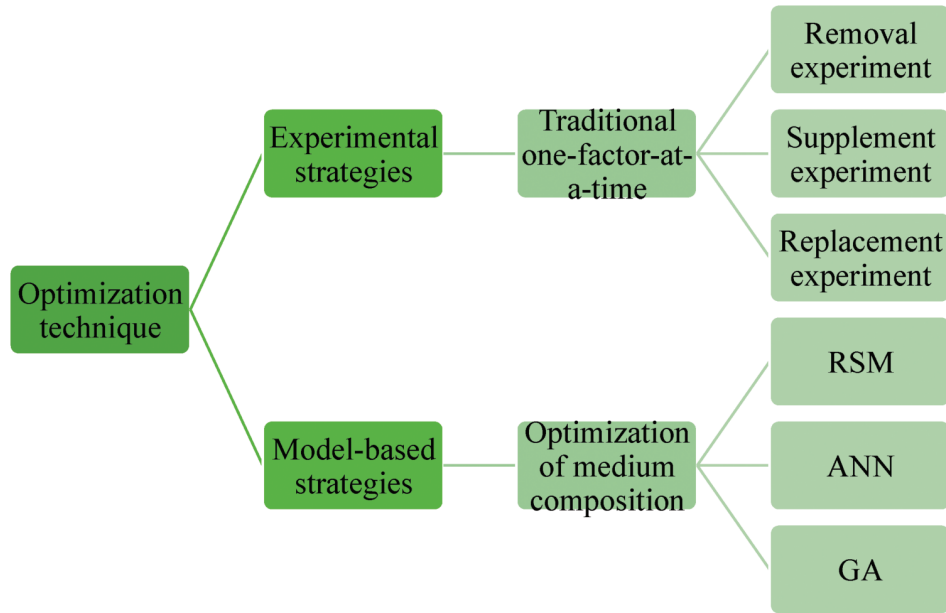 Optimization
technique
Experimental
strategies
Traditional
one-factor-at-
a-time
Removal
experiment
Supplement
experiment
Replacement
experiment
Model-based
strategies
Optimization
of medium
composition
RSM
ANN
GA